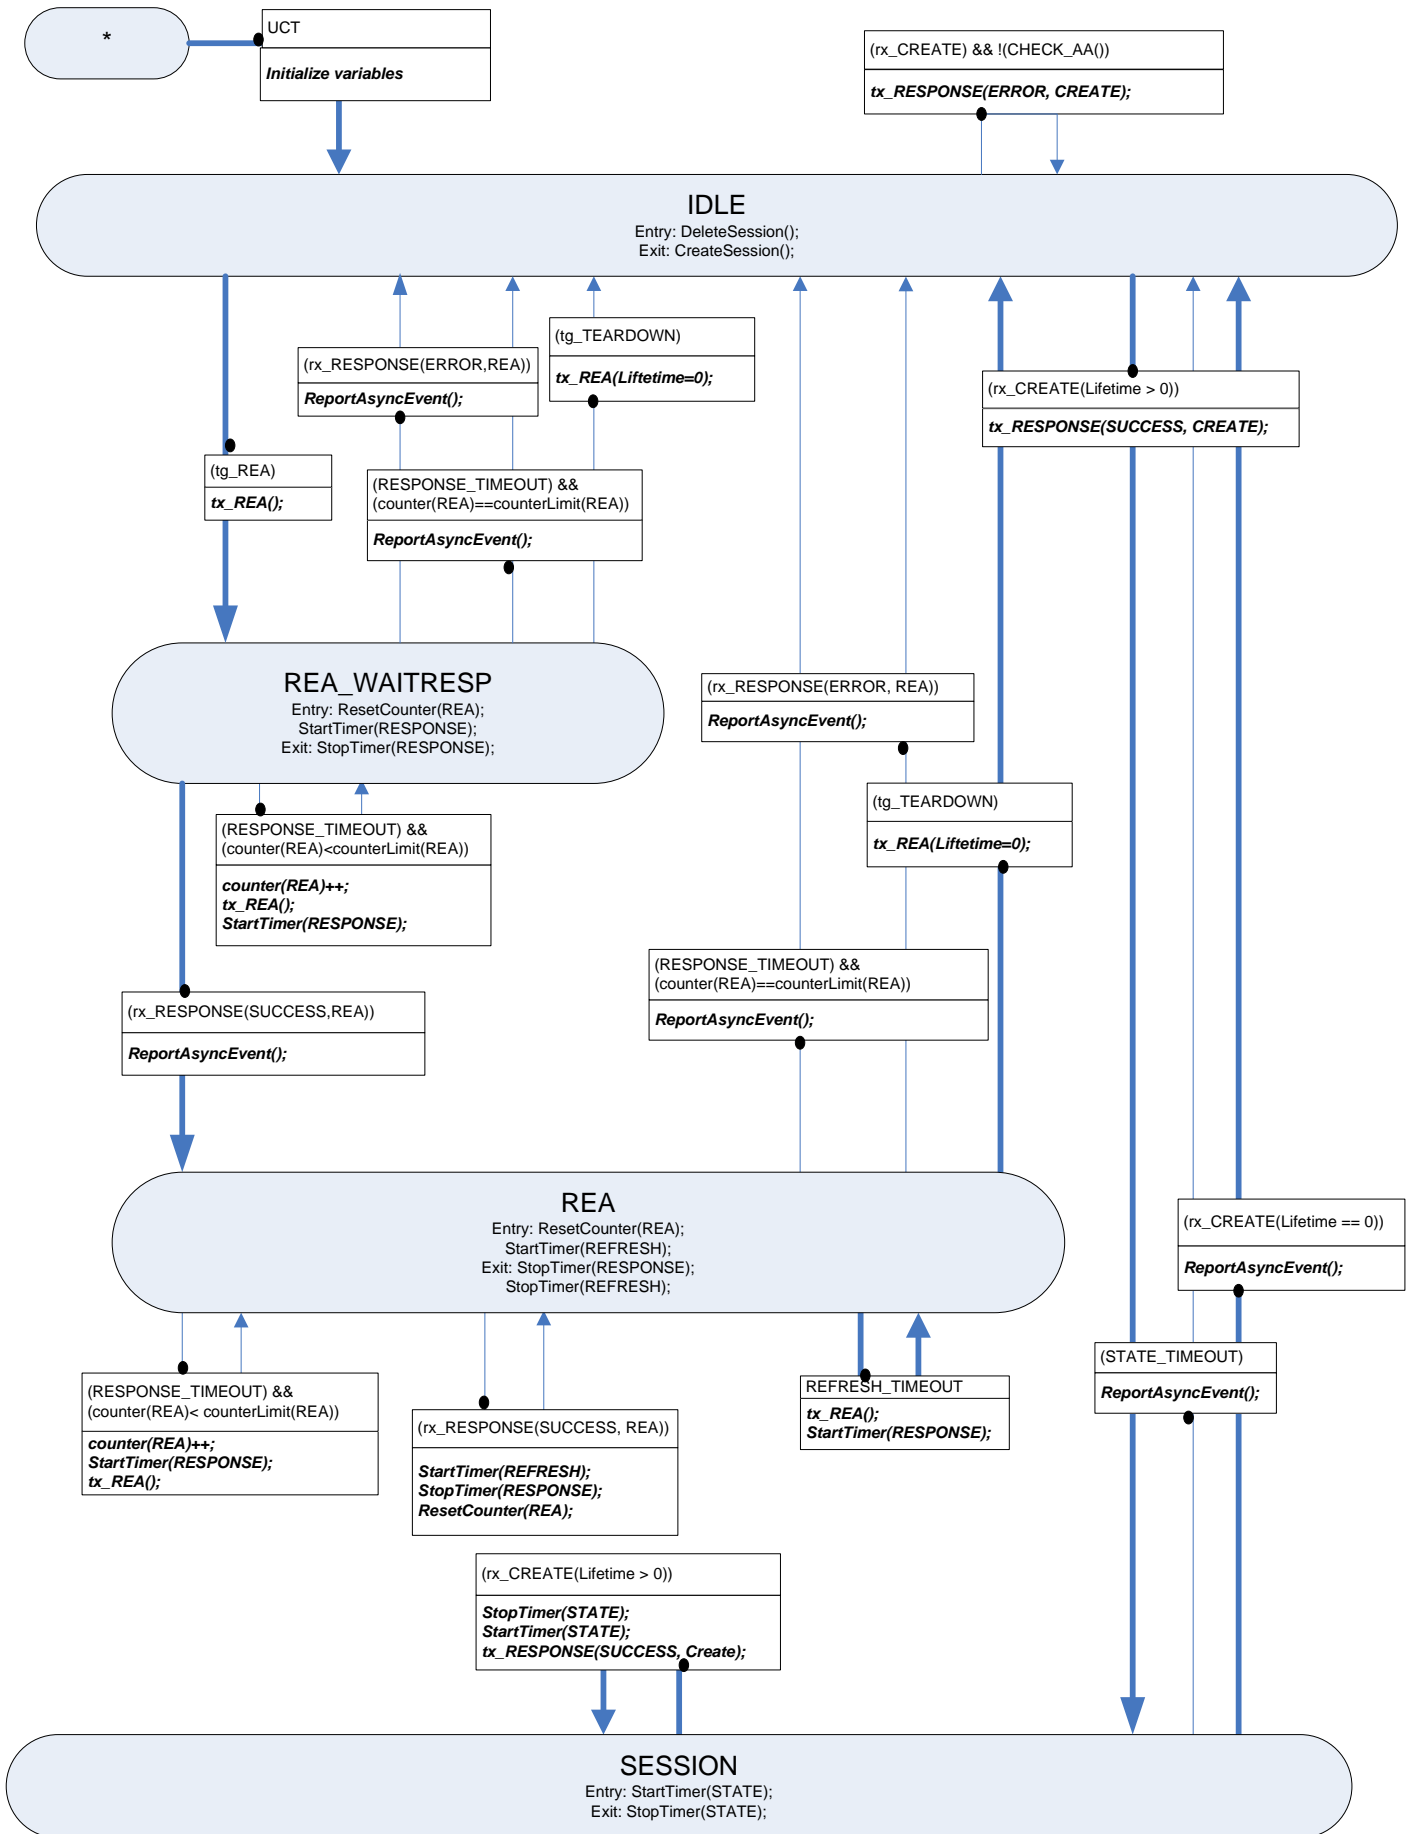 *
UCT
Initialize variables
(rx_CREATE) && !(CHECK_AA())
tx_RESPONSE(ERROR, CREATE);
IDLE
Entry: DeleteSession();
Exit: CreateSession();
(tg_TEARDOWN)
tx_REA(Liftetime=0);
(rx_RESPONSE(ERROR,REA))
ReportAsyncEvent();
(rx_CREATE(Lifetime > 0))
tx_RESPONSE(SUCCESS, CREATE);
(tg_REA)
tx_REA();
(RESPONSE_TIMEOUT) &&
(counter(REA)==counterLimit(REA))
ReportAsyncEvent();
REA_WAITRESP
Entry: ResetCounter(REA);
StartTimer(RESPONSE);
Exit: StopTimer(RESPONSE);
(rx_RESPONSE(ERROR, REA))
ReportAsyncEvent();
(tg_TEARDOWN)
tx_REA(Liftetime=0);
(RESPONSE_TIMEOUT) &&
(counter(REA)<counterLimit(REA))
counter(REA)++;
tx_REA();
StartTimer(RESPONSE);
(RESPONSE_TIMEOUT) &&
(counter(REA)==counterLimit(REA))
ReportAsyncEvent();
(rx_RESPONSE(SUCCESS,REA))
ReportAsyncEvent();
REA
Entry: ResetCounter(REA);
StartTimer(REFRESH);
Exit: StopTimer(RESPONSE);
StopTimer(REFRESH);
(rx_CREATE(Lifetime == 0))
ReportAsyncEvent();
(STATE_TIMEOUT)
ReportAsyncEvent();
(RESPONSE_TIMEOUT) &&
(counter(REA)< counterLimit(REA))
counter(REA)++;
StartTimer(RESPONSE);
tx_REA();
(rx_RESPONSE(SUCCESS, REA))
StartTimer(REFRESH);
StopTimer(RESPONSE);
ResetCounter(REA);
REFRESH_TIMEOUT
tx_REA();
StartTimer(RESPONSE);
(rx_CREATE(Lifetime > 0))
StopTimer(STATE);
StartTimer(STATE);
tx_RESPONSE(SUCCESS, Create);
SESSION
Entry: StartTimer(STATE);
Exit: StopTimer(STATE);